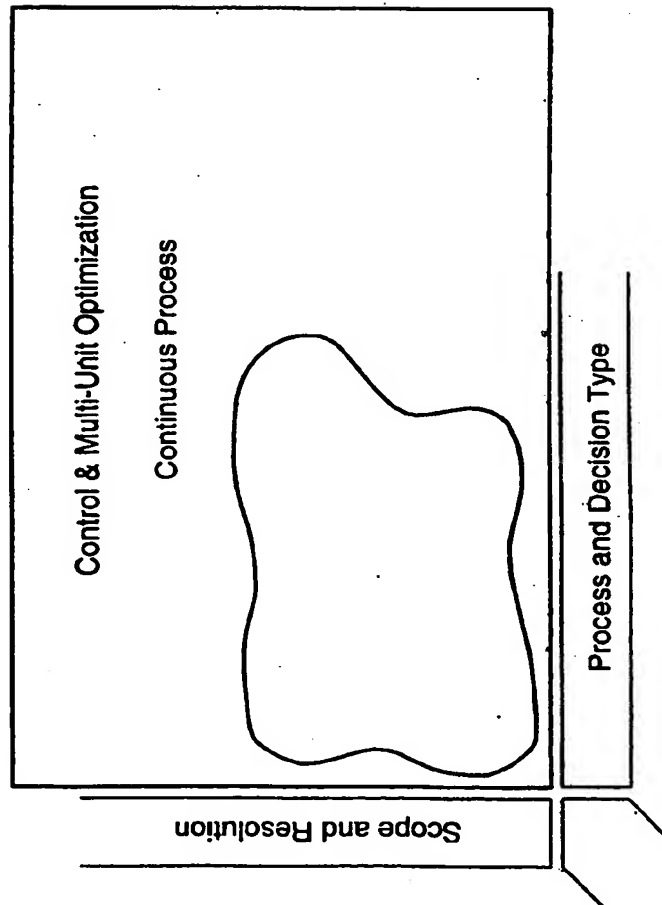 Control & Multi-Unit Optimization
Continuous Process
Scope and Resolution
Process and Decision Type